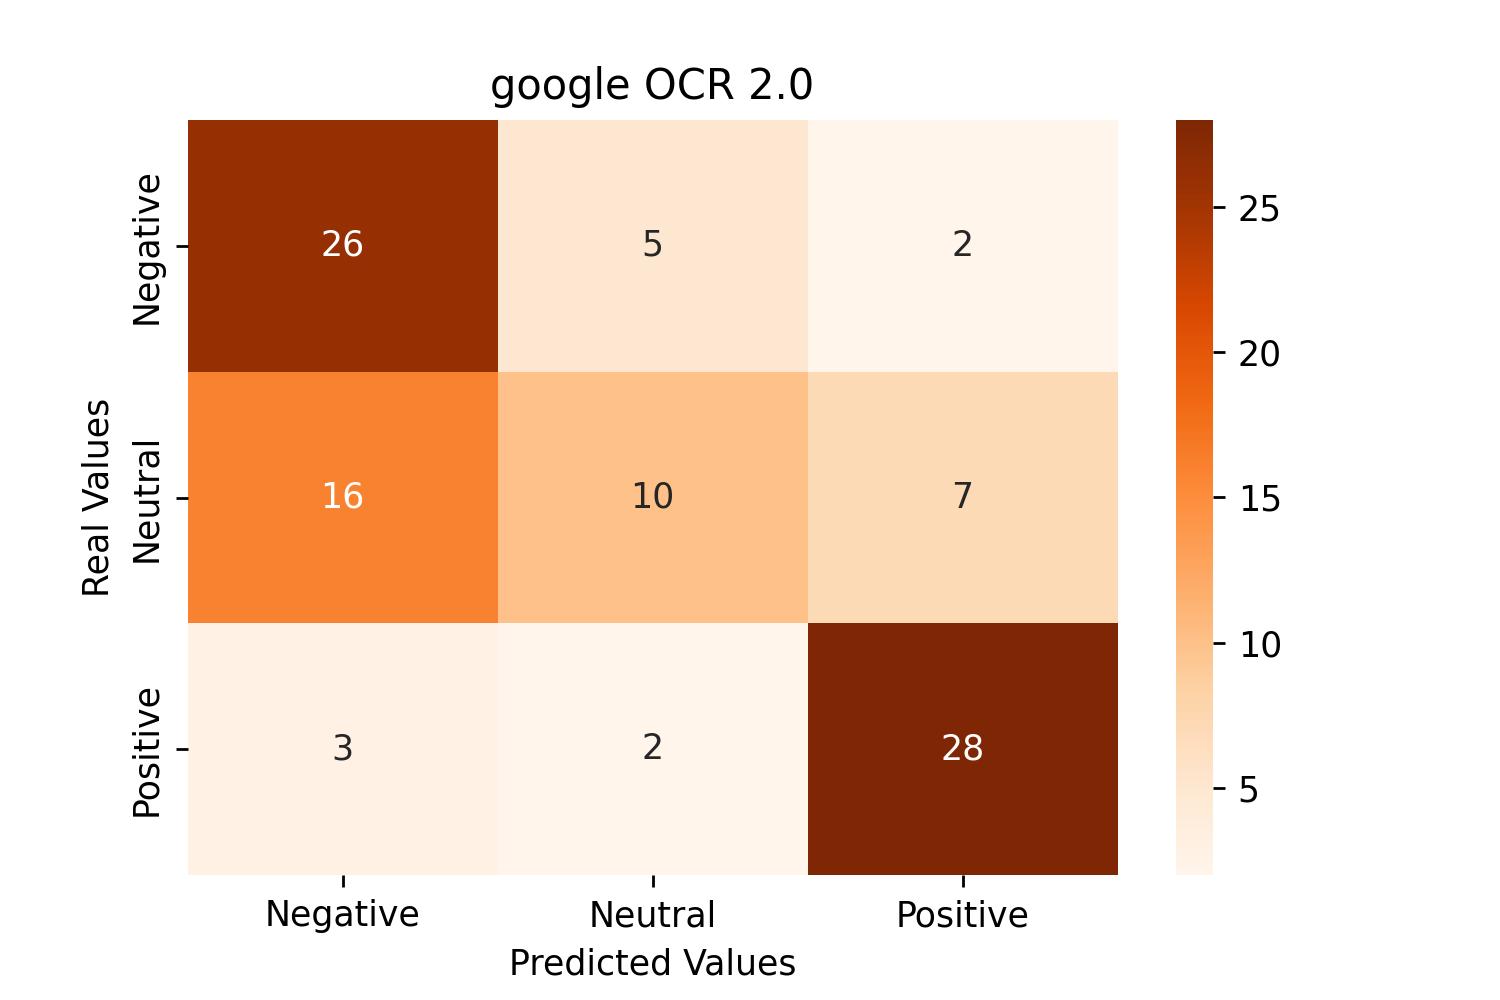 google OCR 2.0
Negative
26 5 2
Real Values
Neutral
16 10 7
Positive
3 2 28
Negative Neutral Positive
Predicted Values
25
20
15
10
5